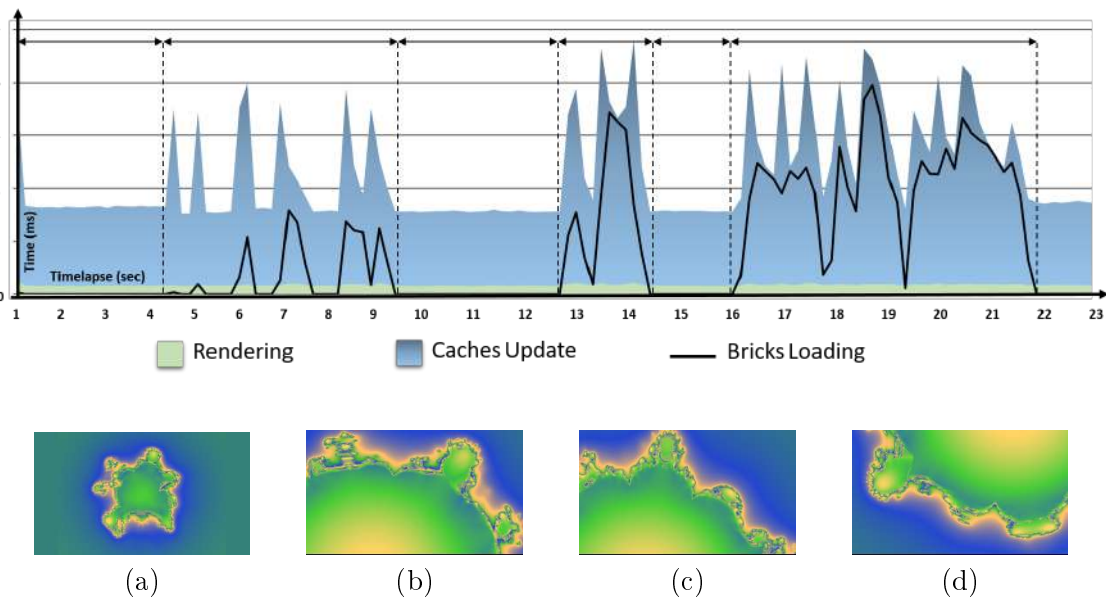 Time (ms)
Timelapse (sec)
0
1 2 3 4 5 6 7 8 9 10 11 12 13 14 15 16 17 18 19 20 21 22 23
Rendering Caches Update Bricks Loading
(a) (b) (c) (d)